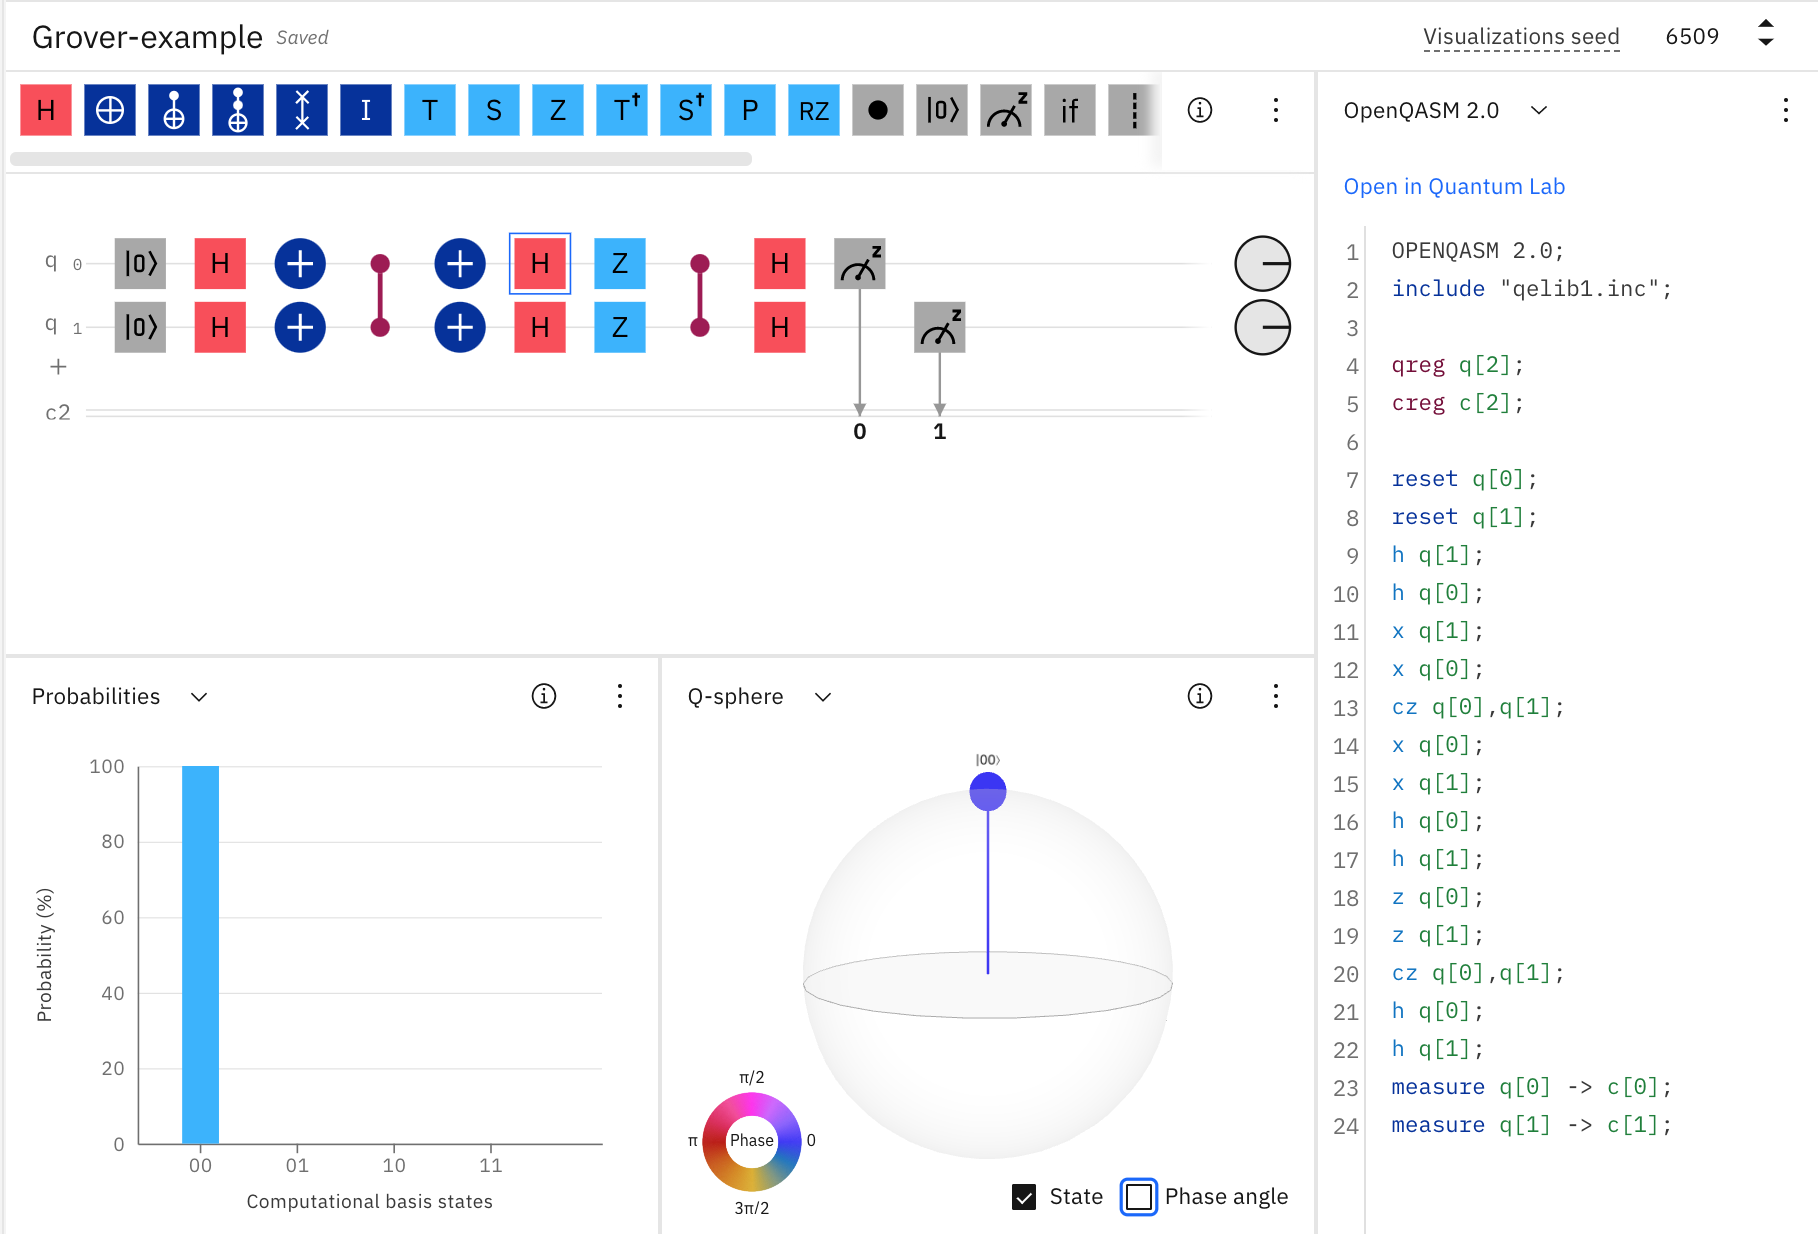 Grover-example Saved
Visualizations seed 6509
H I T S Z T† S† P RZ |0⟩ z if
OpenQASM 2.0
Open in Quantum Lab
q 0 |0⟩ H H Z H z
q 1 |0⟩ H H Z H z
+
c2
0 1
1 OPENQASM 2.0;
2 include "qelib1.inc";
3
4 qreg q[2];
5 creg c[2];
6
7 reset q[0];
8 reset q[1];
9 h q[1];
10 h q[0];
11 x q[1];
12 x q[0];
13 cz q[0],q[1];
14 x q[0];
15 x q[1];
16 h q[0];
17 h q[1];
18 z q[0];
19 z q[1];
20 cz q[0],q[1];
21 h q[0];
22 h q[1];
23 measure q[0] -> c[0];
24 measure q[1] -> c[1];
Probabilities
Probability (%)
100
80
60
40
20
0
00 01 10 11
Computational basis states
Q-sphere
|00⟩
π/2
π Phase 0
3π/2
State Phase angle